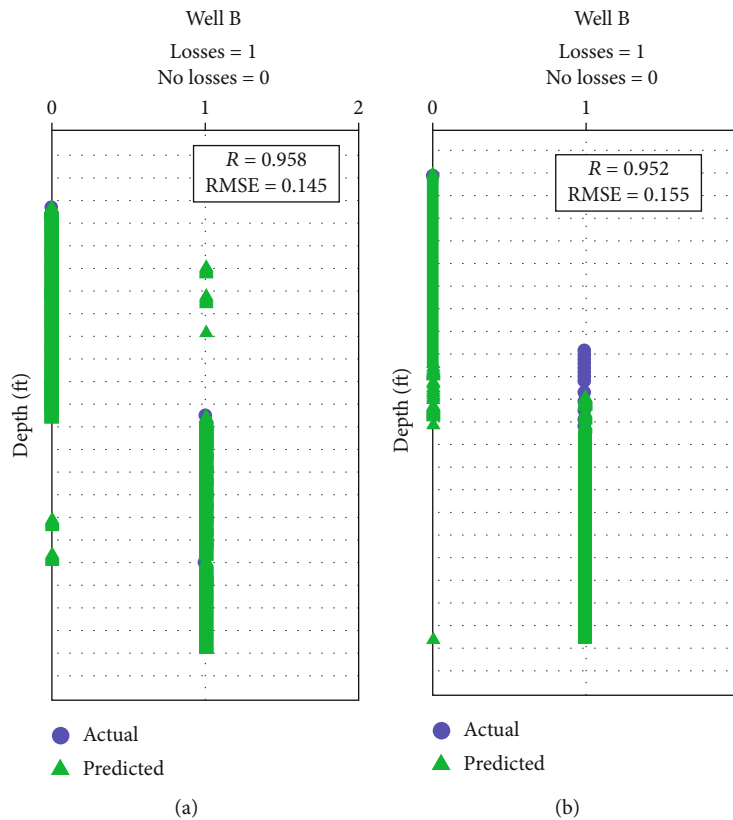 Well B
Losses = 1
No losses = 0
0 1 2
R = 0.958
RMSE = 0.145
Depth (ft)
Actual
Predicted
(a)
Well B
Losses = 1
No losses = 0
0 1
R = 0.952
RMSE = 0.155
Depth (ft)
Actual
Predicted
(b)